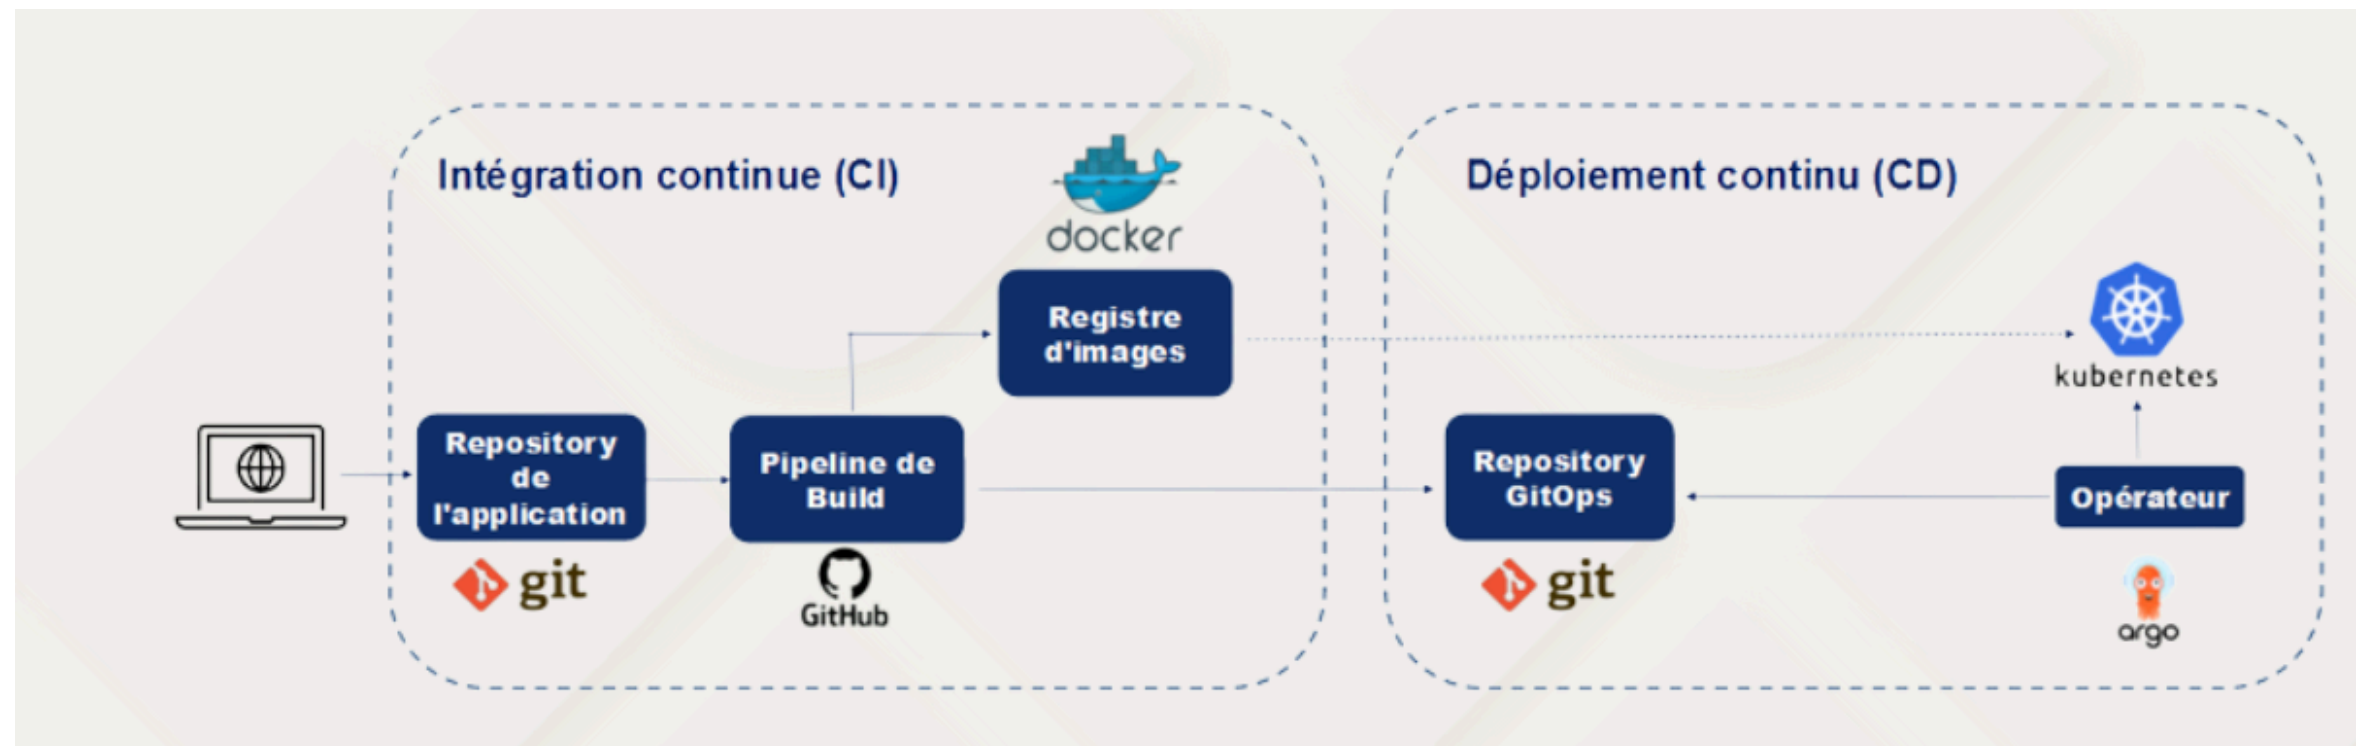 Intégration continue (CI)
docker
Registre
d'images
Repository
de
l'application
git
Pipeline de
Build
GitHub
Déploiement continu (CD)
kubernetes
Repository
GitOps
git
Opérateur
argo